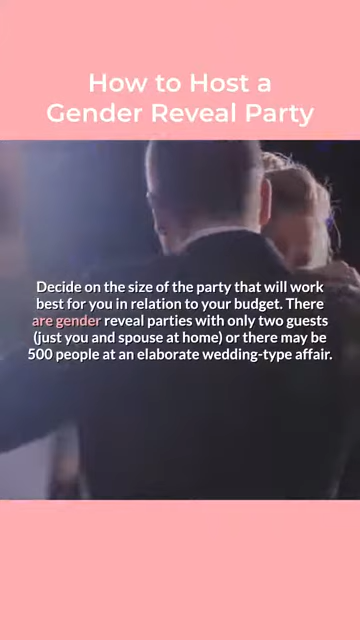 How to Host a
Gender Reveal Party
Decide on the size of the party that will work
best for you in relation to your budget. There
are gender reveal parties with only two guests
(just you and spouse at home) or there may be
500 people at an elaborate wedding-type affair.